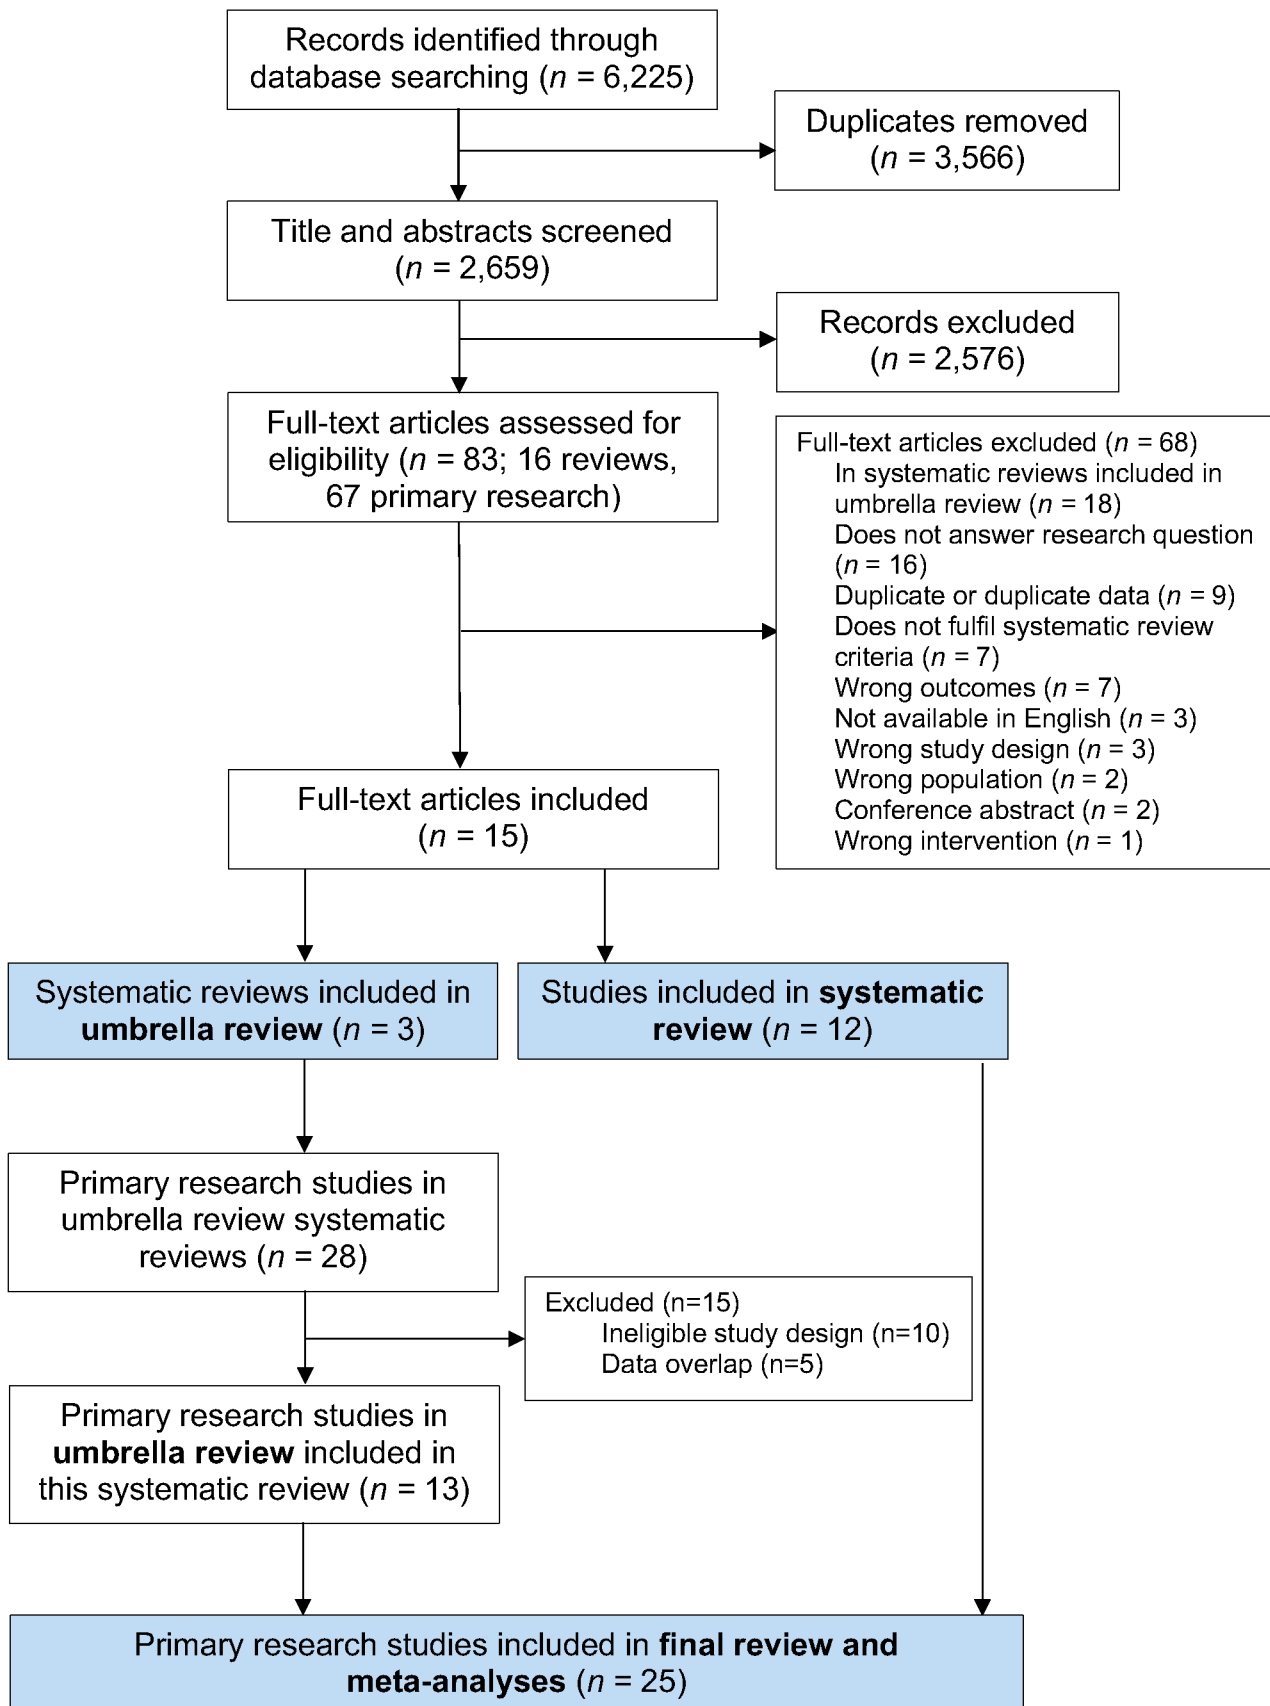 Records identified through
database searching (n = 6,225)
Duplicates removed
(n = 3,566)
Title and abstracts screened
(n = 2,659)
Records excluded
(n = 2,576)
Full-text articles assessed for
eligibility (n = 83; 16 reviews,
67 primary research)
Full-text articles excluded (n = 68)
In systematic reviews included in
umbrella review (n = 18)
Does not answer research question
(n = 16)
Duplicate or duplicate data (n = 9)
Does not fulfil systematic review
criteria (n = 7)
Wrong outcomes (n = 7)
Not available in English (n = 3)
Wrong study design (n = 3)
Wrong population (n = 2)
Conference abstract (n = 2)
Wrong intervention (n = 1)
Full-text articles included
(n = 15)
Systematic reviews included in
umbrella review (n = 3)
Studies included in systematic
review (n = 12)
Primary research studies in
umbrella review systematic
reviews (n = 28)
Excluded (n=15)
Ineligible study design (n=10)
Data overlap (n=5)
Primary research studies in
umbrella review included in
this systematic review (n = 13)
Primary research studies included in final review and
meta-analyses (n = 25)